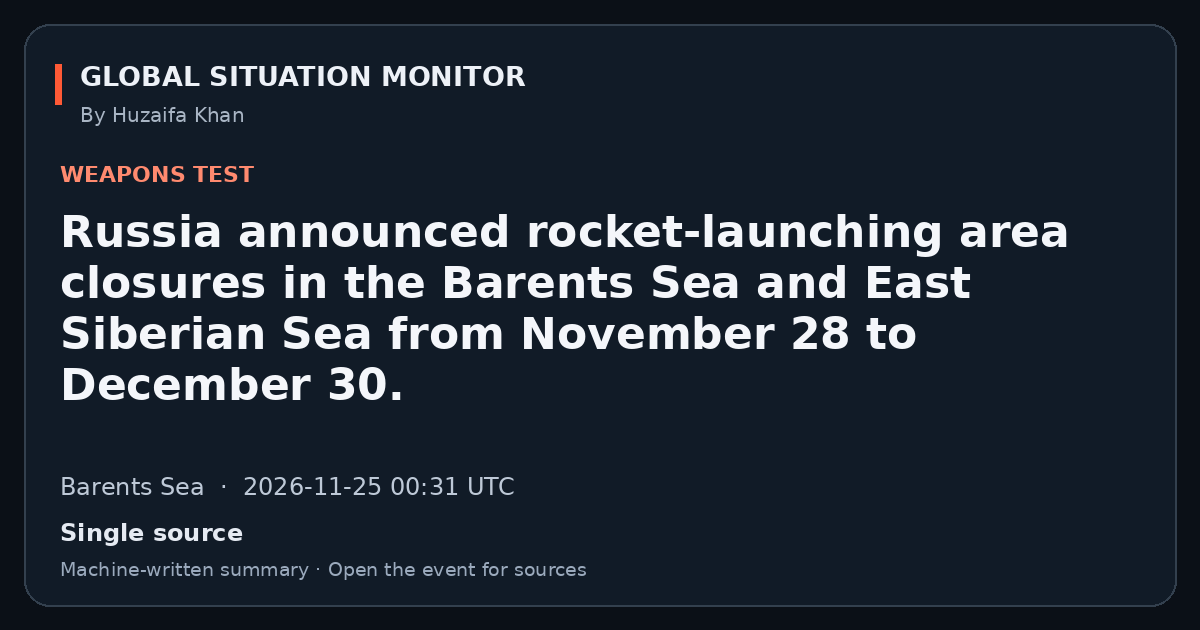 GLOBAL SITUATION MONITOR
By Huzaifa Khan
WEAPONS TEST
Russia announced rocket-launching area
closures in the Barents Sea and East
Siberian Sea from November 28 to
December 30.
Barents Sea · 2026-11-25 00:31 UTC
Single source
Machine-written summary · Open the event for sources